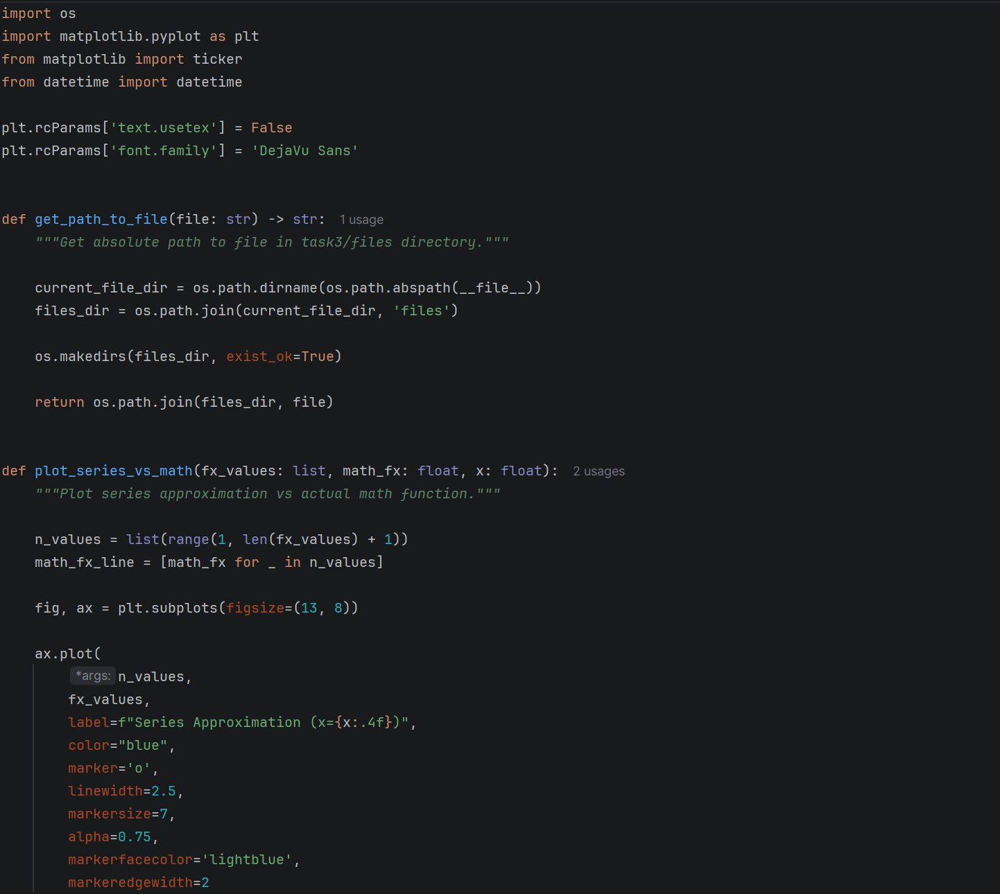 import os
import matplotlib.pyplot as plt
from matplotlib import ticker
from datetime import datetime

plt.rcParams['text.usetex'] = False
plt.rcParams['font.family'] = 'DejaVu Sans'


def get_path_to_file(file: str) -> str:  1 usage
    """Get absolute path to file in task3/files directory."""

    current_file_dir = os.path.dirname(os.path.abspath(__file__))
    files_dir = os.path.join(current_file_dir, 'files')

    os.makedirs(files_dir, exist_ok=True)

    return os.path.join(files_dir, file)


def plot_series_vs_math(fx_values: list, math_fx: float, x: float):  2 usages
    """Plot series approximation vs actual math function."""

    n_values = list(range(1, len(fx_values) + 1))
    math_fx_line = [math_fx for _ in n_values]

    fig, ax = plt.subplots(figsize=(13, 8))

    ax.plot(
        *args: n_values,
        fx_values,
        label=f"Series Approximation (x={x:.4f})",
        color="blue",
        marker='o',
        linewidth=2.5,
        markersize=7,
        alpha=0.75,
        markerfacecolor='lightblue',
        markeredgewidth=2